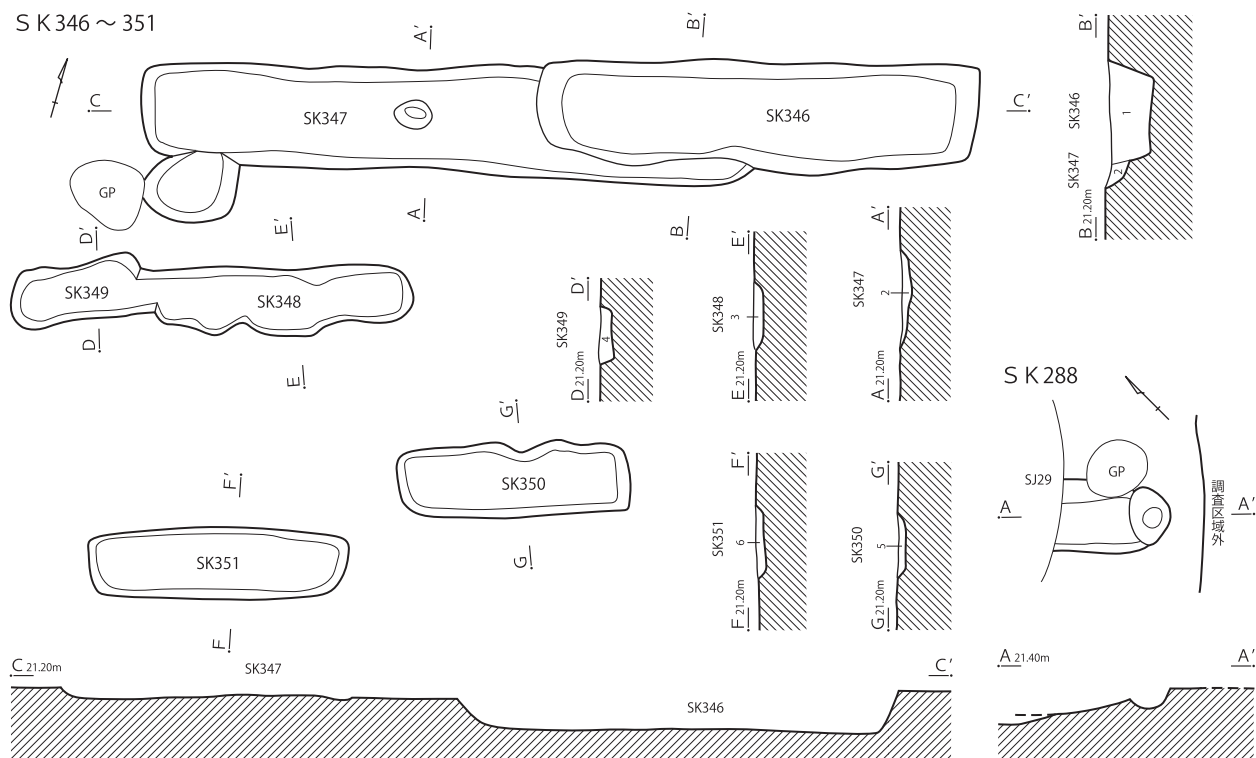 ＳＫ346～351
A′
B′
C
SK347
SK346
C′
GP
A
B
D′
E′
SK349
SK348
D
E
G′
SK350
G
F′
SK351
F
B′
SK346
1
SK347
2
B 21.20m
D′
SK349
4
D 21.20m
E′
SK348
3
E 21.20m
A′
SK347
2
A 21.20m
F′
SK351
6
F 21.20m
G′
SK350
5
G 21.20m
ＳＫ288
SJ29
GP
A
A′
調査区域外
C 21.20m
SK347
SK346
C′
A 21.40m
A′